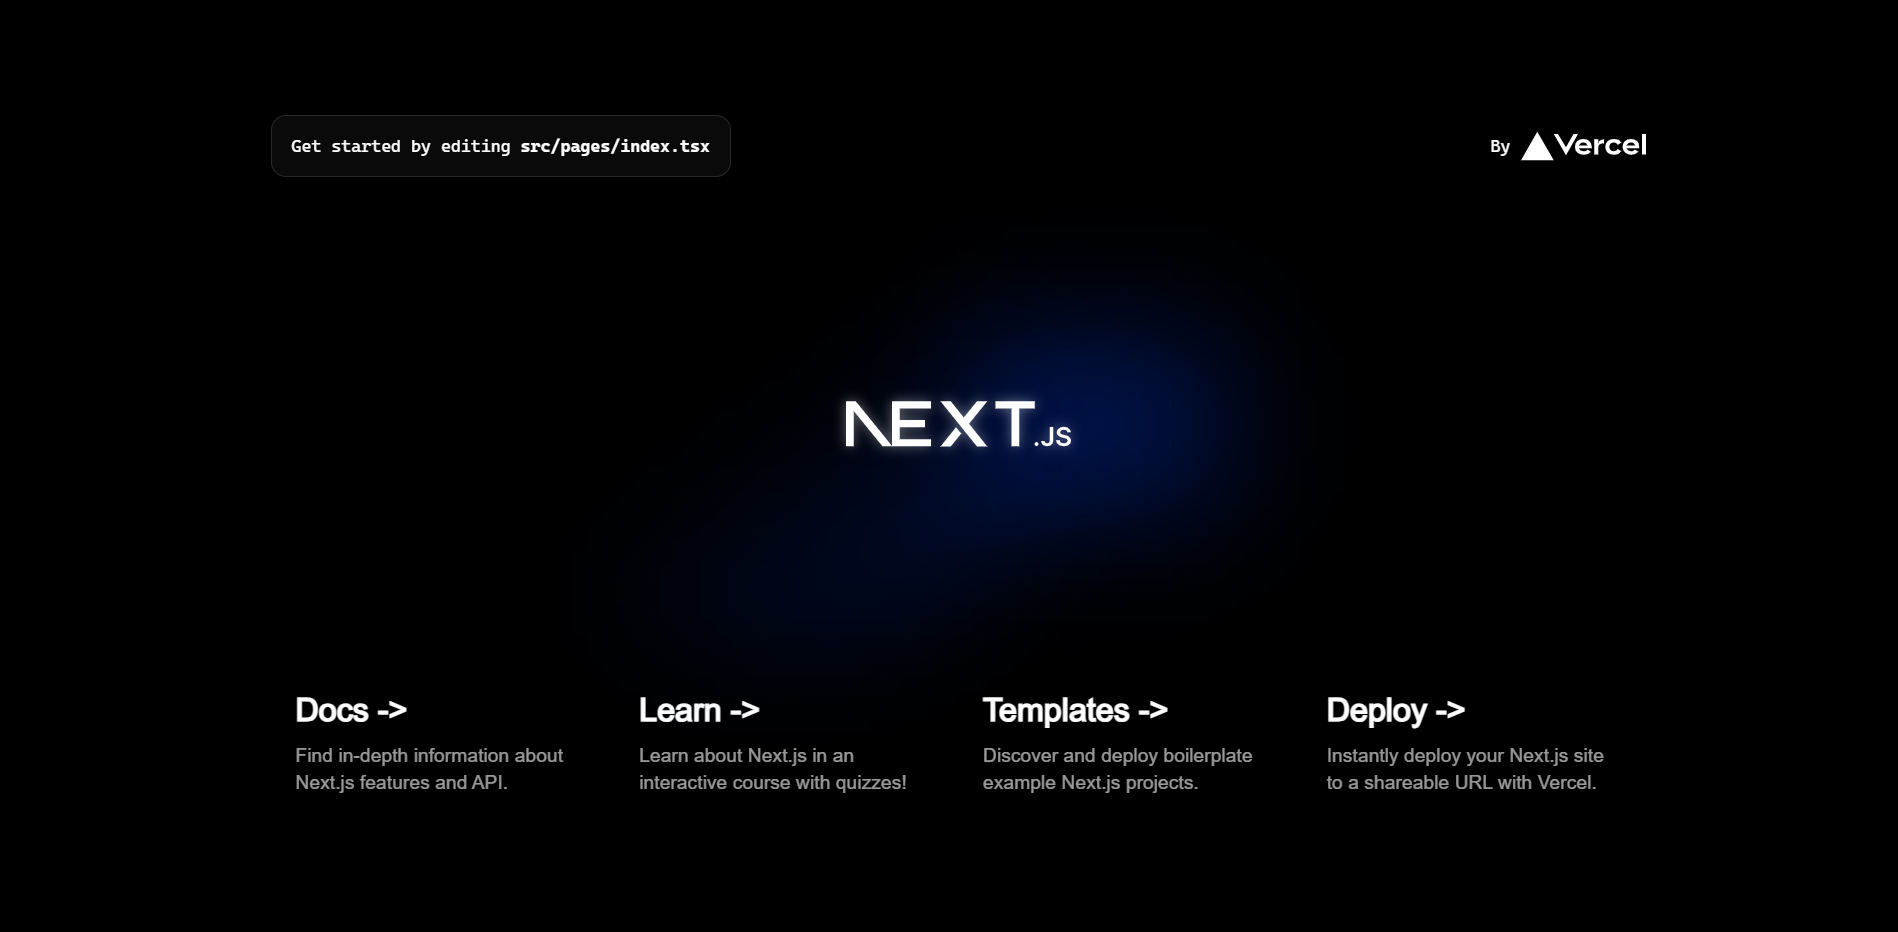 Get started by editing src/pages/index.tsx
By Vercel
NEXT.JS
Docs ->
Find in-depth information about
Next.js features and API.
Learn ->
Learn about Next.js in an
interactive course with quizzes!
Templates ->
Discover and deploy boilerplate
example Next.js projects.
Deploy ->
Instantly deploy your Next.js site
to a shareable URL with Vercel.